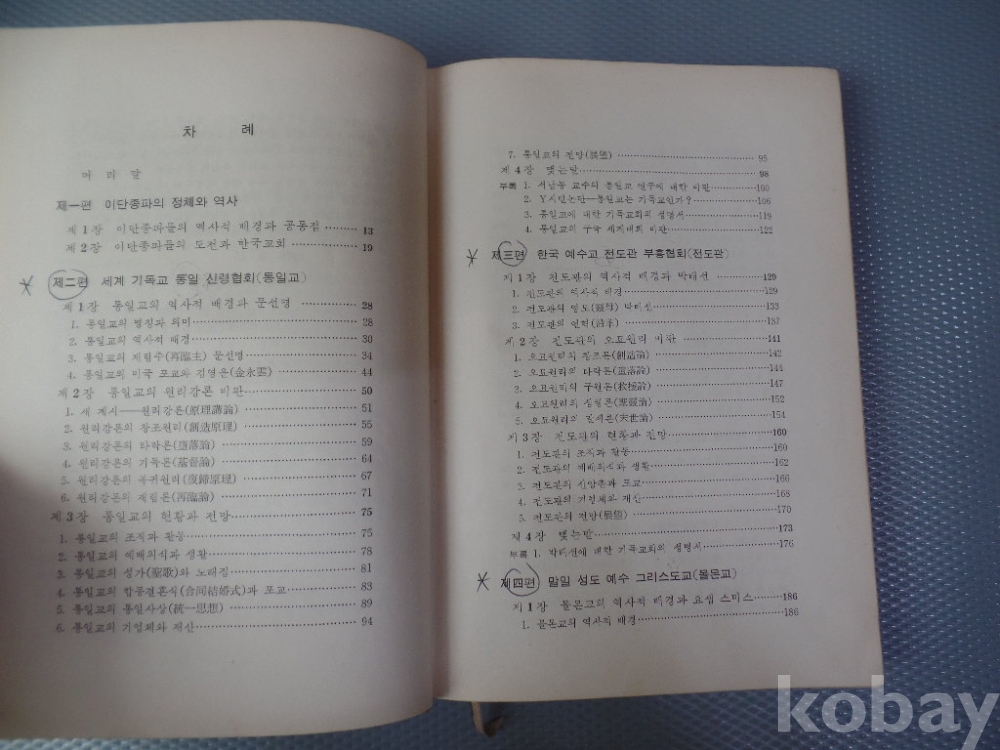 차 례
머 리 말
제一편 이단종파의 정체와 역사
제 1 장 이단종파들의 역사적 배경과 공통점 13
제 2 장 이단종파들의 도전과 한국교회 19
제二편 세계 기독교 통일 신령협회(통일교)
제 1 장 통일교의 역사적 배경과 문선명 28
1. 통일교의 명칭과 의미 28
2. 통일교의 역사적 배경 30
3. 통일교의 재림주(再臨主) 문선명 34
4. 통일교의 미국 포교와 김영운(金永雲) 44
제 2 장 통일교의 원리강론 비판 50
1. 새 계시——원리강론(原理講論) 51
2. 원리강론의 창조원리(創造原理) 55
3. 원리강론의 타락론(墮落論) 59
4. 원리강론의 기독론(基督論) 64
5. 원리강론의 복귀원리(復歸原理) 67
6. 원리강론의 재림론(再臨論) 71
제 3 장 통일교의 현황과 전망 75
1. 통일교의 조직과 활동 75
2. 통일교의 예배의식과 생활 78
3. 통일교의 성가(聖歌)와 노래집 81
4. 통일교의 합동결혼식(合同結婚式)과 포교 83
5. 통일교의 통일사상(統一思想) 89
6. 통일교의 기업체와 재산 94
7. 통일교의 전망(展望) 95
제 4 장 맺는말 98
부록 1. 서남동 교수의 통일교 연구에 대한 비판 100
2. Y시민논단—통일교는 기독교인가?
3. 통일교에 대한 기독교회의 성명서 119
4. 통일교의 구국 세계대회 비판 122
제三편 한국 예수교 전도관 부흥협회(전도관)
제 1 장 전도관의 역사적 배경과 박태선 129
1. 전도관의 역사적 배경 129
2. 전도관의 영모(靈母) 박태선 133
3. 전도관의 연혁(沿革) 137
제 2 장 전도관의 오묘원리 비판 141
1. 오묘원리의 창조론(創造論) 142
2. 오묘원리의 타락론(墮落論) 144
3. 오묘원리의 구원론(救援論) 147
4. 오묘원리의 성령론(聖靈論) 152
5. 오묘원리의 말세론(末世論) 154
제 3 장 전도관의 현황과 전망 160
1. 전도관의 조직과 활동 160
2. 전도관의 예배의식과 생활 162
3. 전도관의 신앙촌과 포교 166
4. 전도관의 기업체와 재산 168
5. 전도관의 전망(展望) 170
제 4 장 맺는말 173
부록 1. 박태선에 대한 기독교회의 성명서 176
제四편 말일 성도 예수 그리스도교(몰몬교)
제 1 장 몰몬교의 역사적 배경과 요셉 스미스 186
1. 몰몬교의 역사적 배경 186
kobay